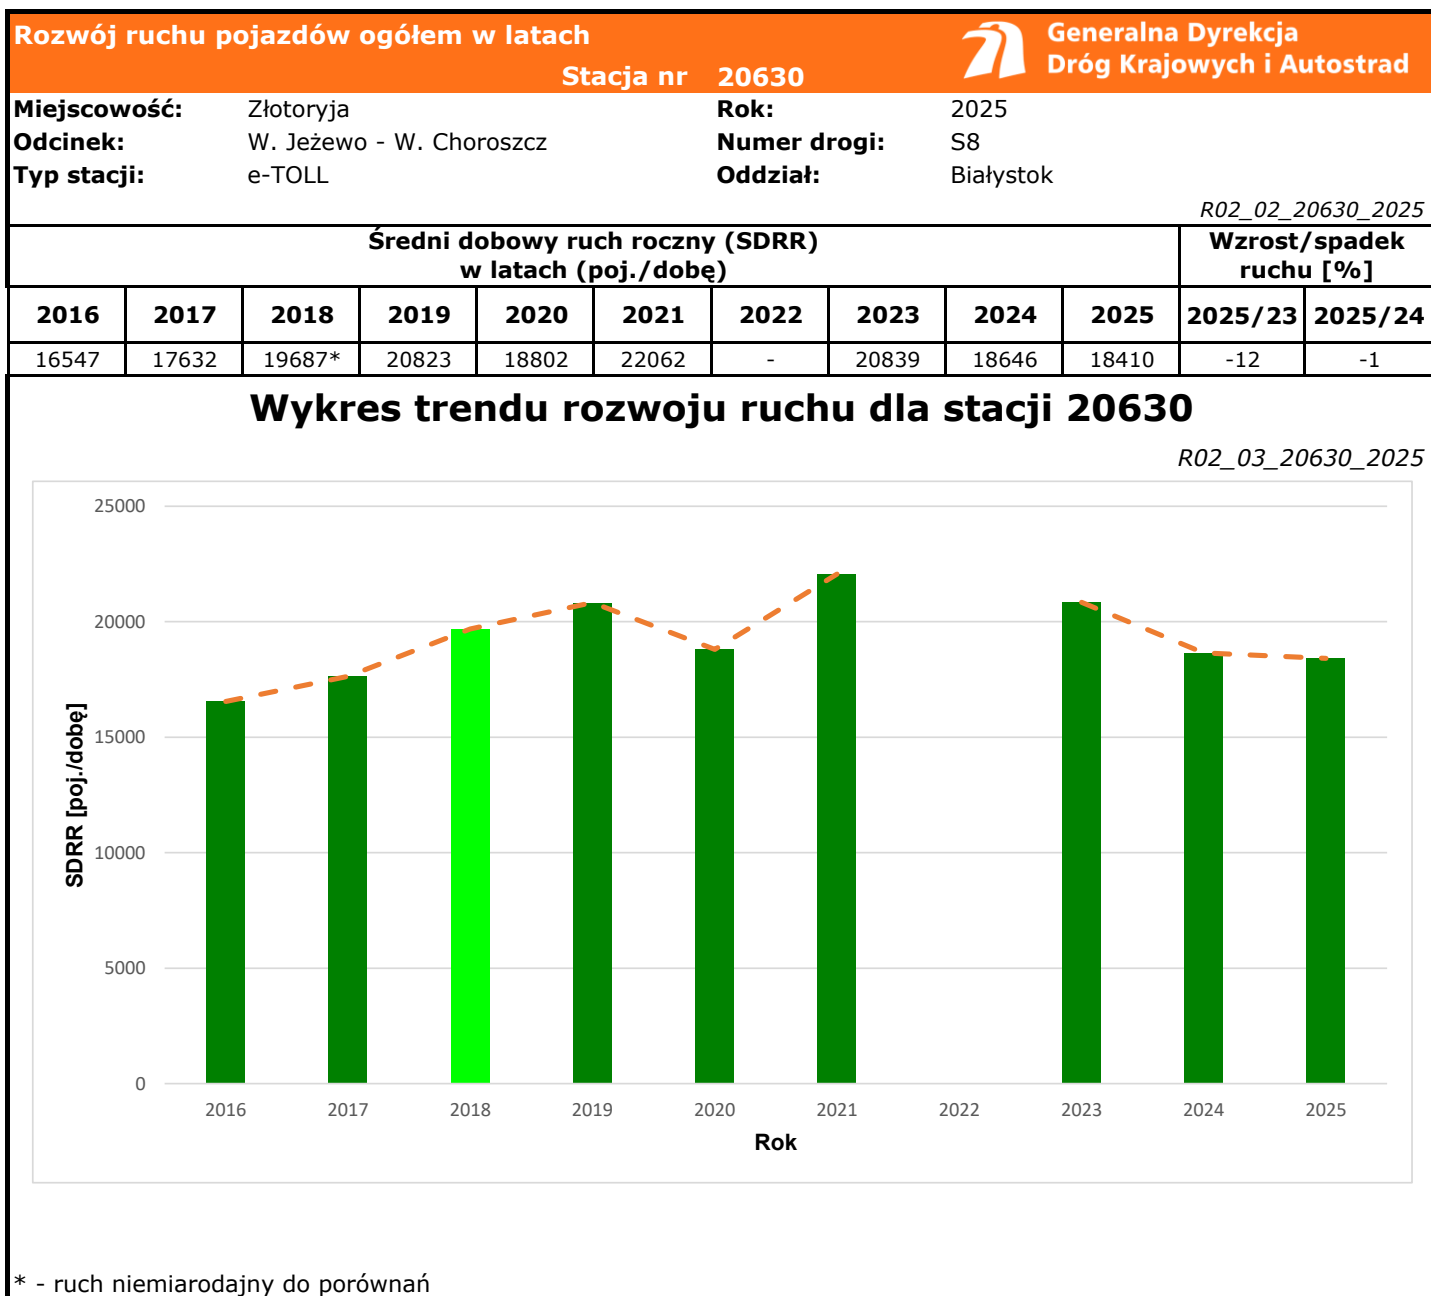 Rozwój ruchu pojazdów ogółem w latach
Generalna Dyrekcja
Dróg Krajowych i Autostrad
Stacja nr 20630
Miejscowość: Złotoryja Rok: 2025
Odcinek: W. Jeżewo - W. Choroszcz Numer drogi: S8
Typ stacji: e-TOLL Oddział: Białystok
R02_02_20630_2025
Średni dobowy ruch roczny (SDRR)
w latach (poj./dobę)
Wzrost/spadek
ruchu [%]
2016 2017 2018 2019 2020 2021 2022 2023 2024 2025 2025/23 2025/24
16547 17632 19687* 20823 18802 22062 - 20839 18646 18410 -12 -1
Wykres trendu rozwoju ruchu dla stacji 20630
R02_03_20630_2025
25000
20000
15000
10000
5000
0
SDRR [poj./dobę]
2016 2017 2018 2019 2020 2021 2022 2023 2024 2025
Rok
* - ruch niemiarodajny do porównań